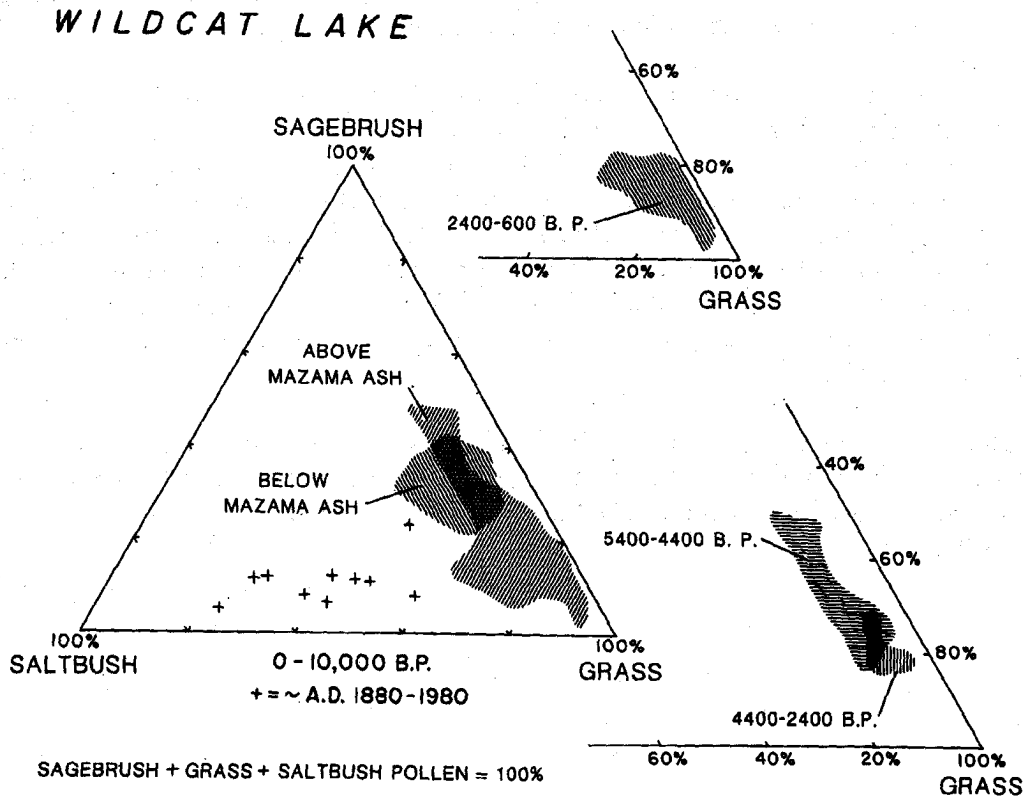 WILDCAT LAKE
SAGEBRUSH
100%
ABOVE
MAZAMA ASH
BELOW
MAZAMA ASH
100%
SALTBUSH
0-10,000 B.P.
+ = ~ A.D. 1880-1980
100%
GRASS
SAGEBRUSH + GRASS + SALTBUSH POLLEN = 100%
60%
80%
2400-600 B. P.
40%
20%
100%
GRASS
40%
5400-4400 B. P.
60%
80%
4400-2400 B.P.
60%
40%
20%
100%
GRASS